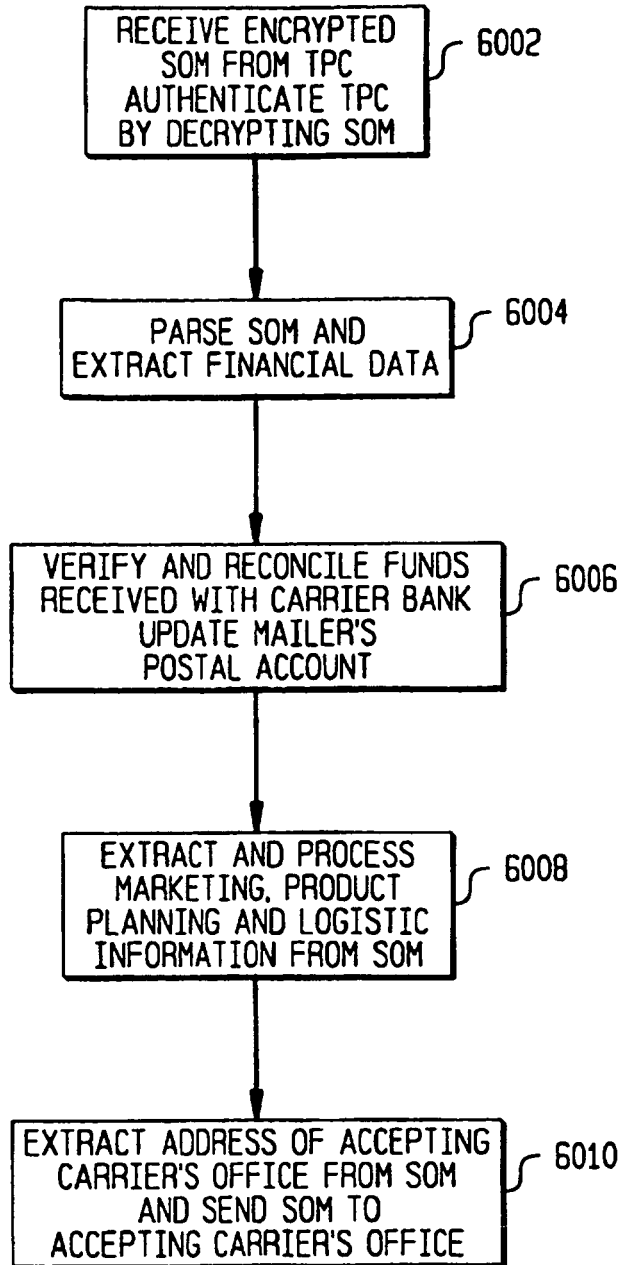 RECEIVE ENCRYPTED
SOM FROM TPC
AUTHENTICATE TPC
BY DECRYPTING SOM
6002
PARSE SOM AND
EXTRACT FINANCIAL DATA
6004
VERIFY AND RECONCILE FUNDS
RECEIVED WITH CARRIER BANK
UPDATE MAILER'S
POSTAL ACCOUNT
6006
EXTRACT AND PROCESS
MARKETING, PRODUCT
PLANNING AND LOGISTIC
INFORMATION FROM SOM
6008
EXTRACT ADDRESS OF ACCEPTING
CARRIER'S OFFICE FROM SOM
AND SEND SOM TO
ACCEPTING CARRIER'S OFFICE
6010